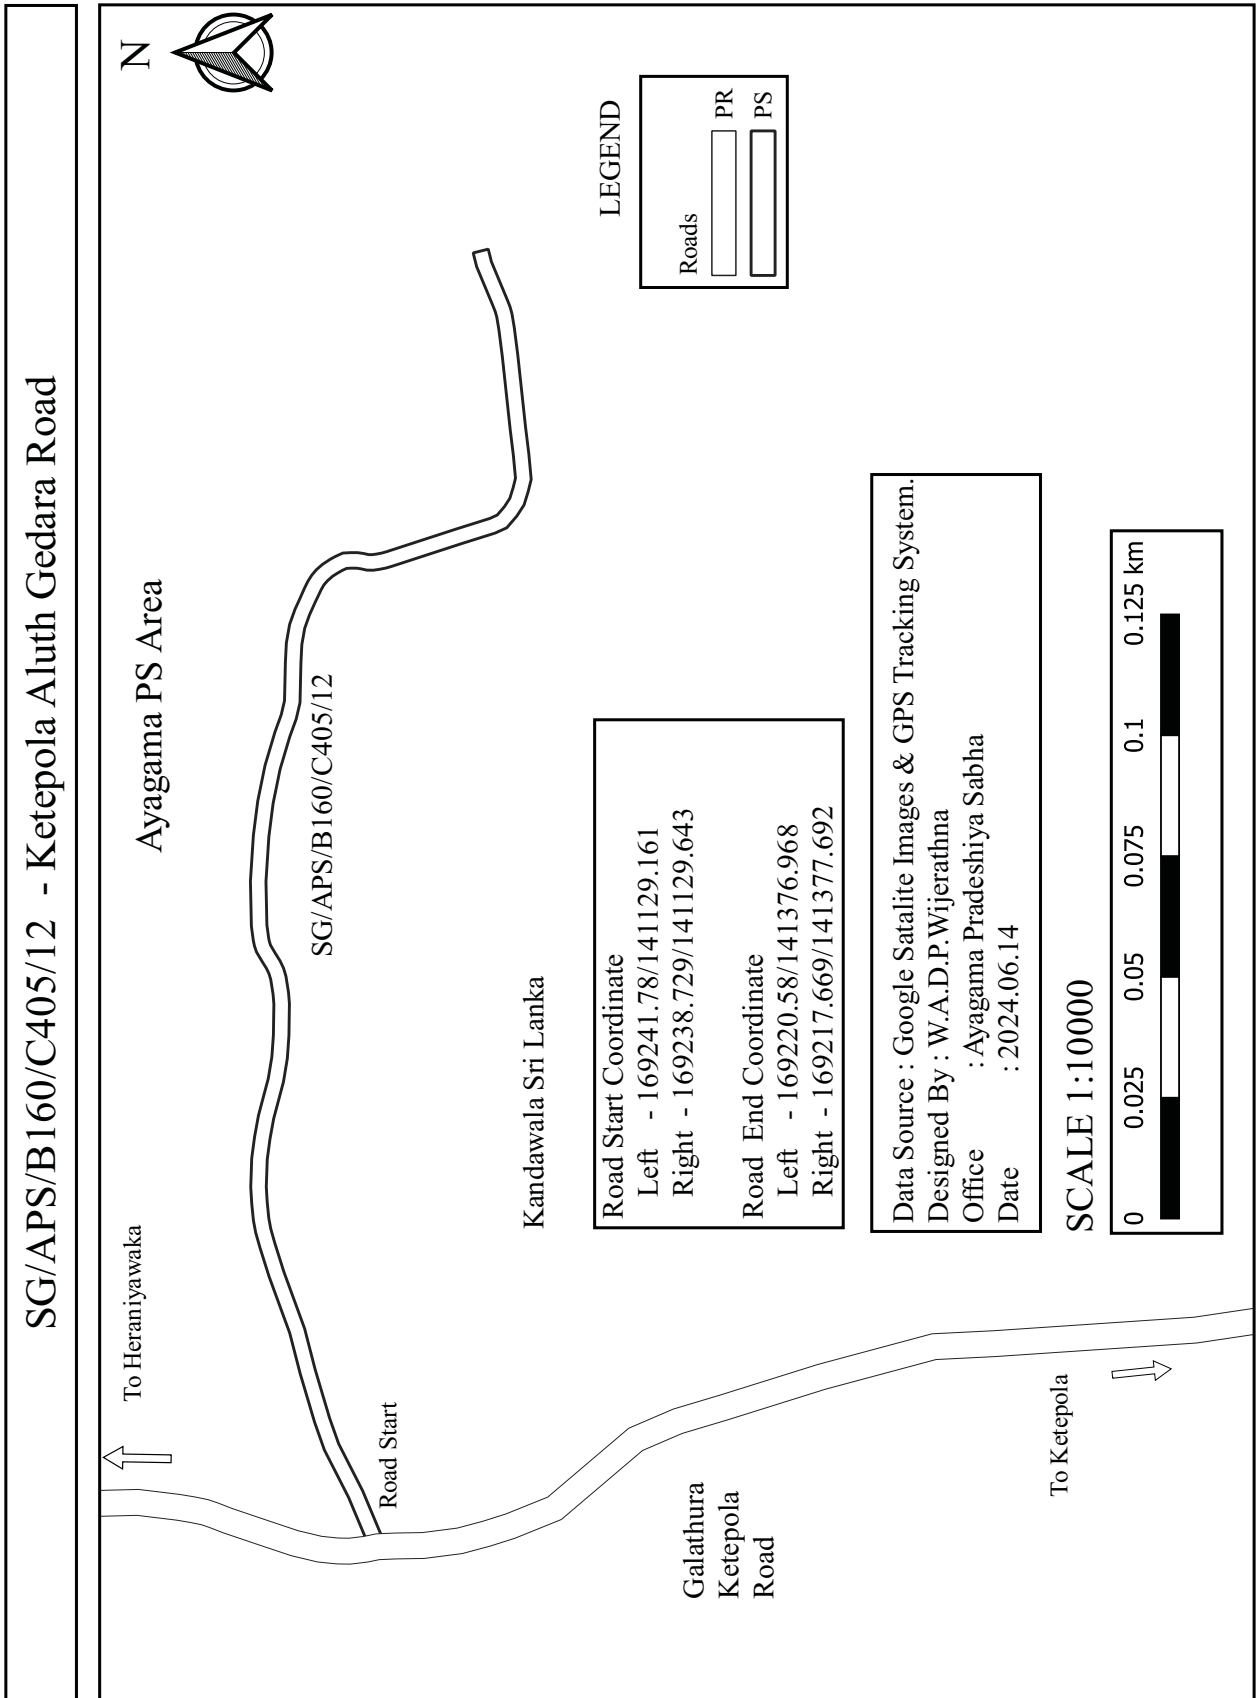 SG/APS/B160/C405/12 - Ketepola Aluth Gedara Road
N
To Heraniyawaka
Ayagama PS Area
SG/APS/B160/C405/12
Road Start
Kandawala Sri Lanka
LEGEND
Roads
PR
PS
Road Start Coordinate
Left - 169241.78/141129.161
Right - 169238.729/141129.643
Road End Coordinate
Left - 169220.58/141376.968
Right - 169217.669/141377.692
Galathura
Ketepola
Road
Data Source : Google Satalite Images & GPS Tracking System.
Designed By : W.A.D.P.Wijerathna
Office : Ayagama Pradeshiya Sabha
Date : 2024.06.14
To Ketepola
SCALE 1:10000
0 0.025 0.05 0.075 0.1 0.125 km